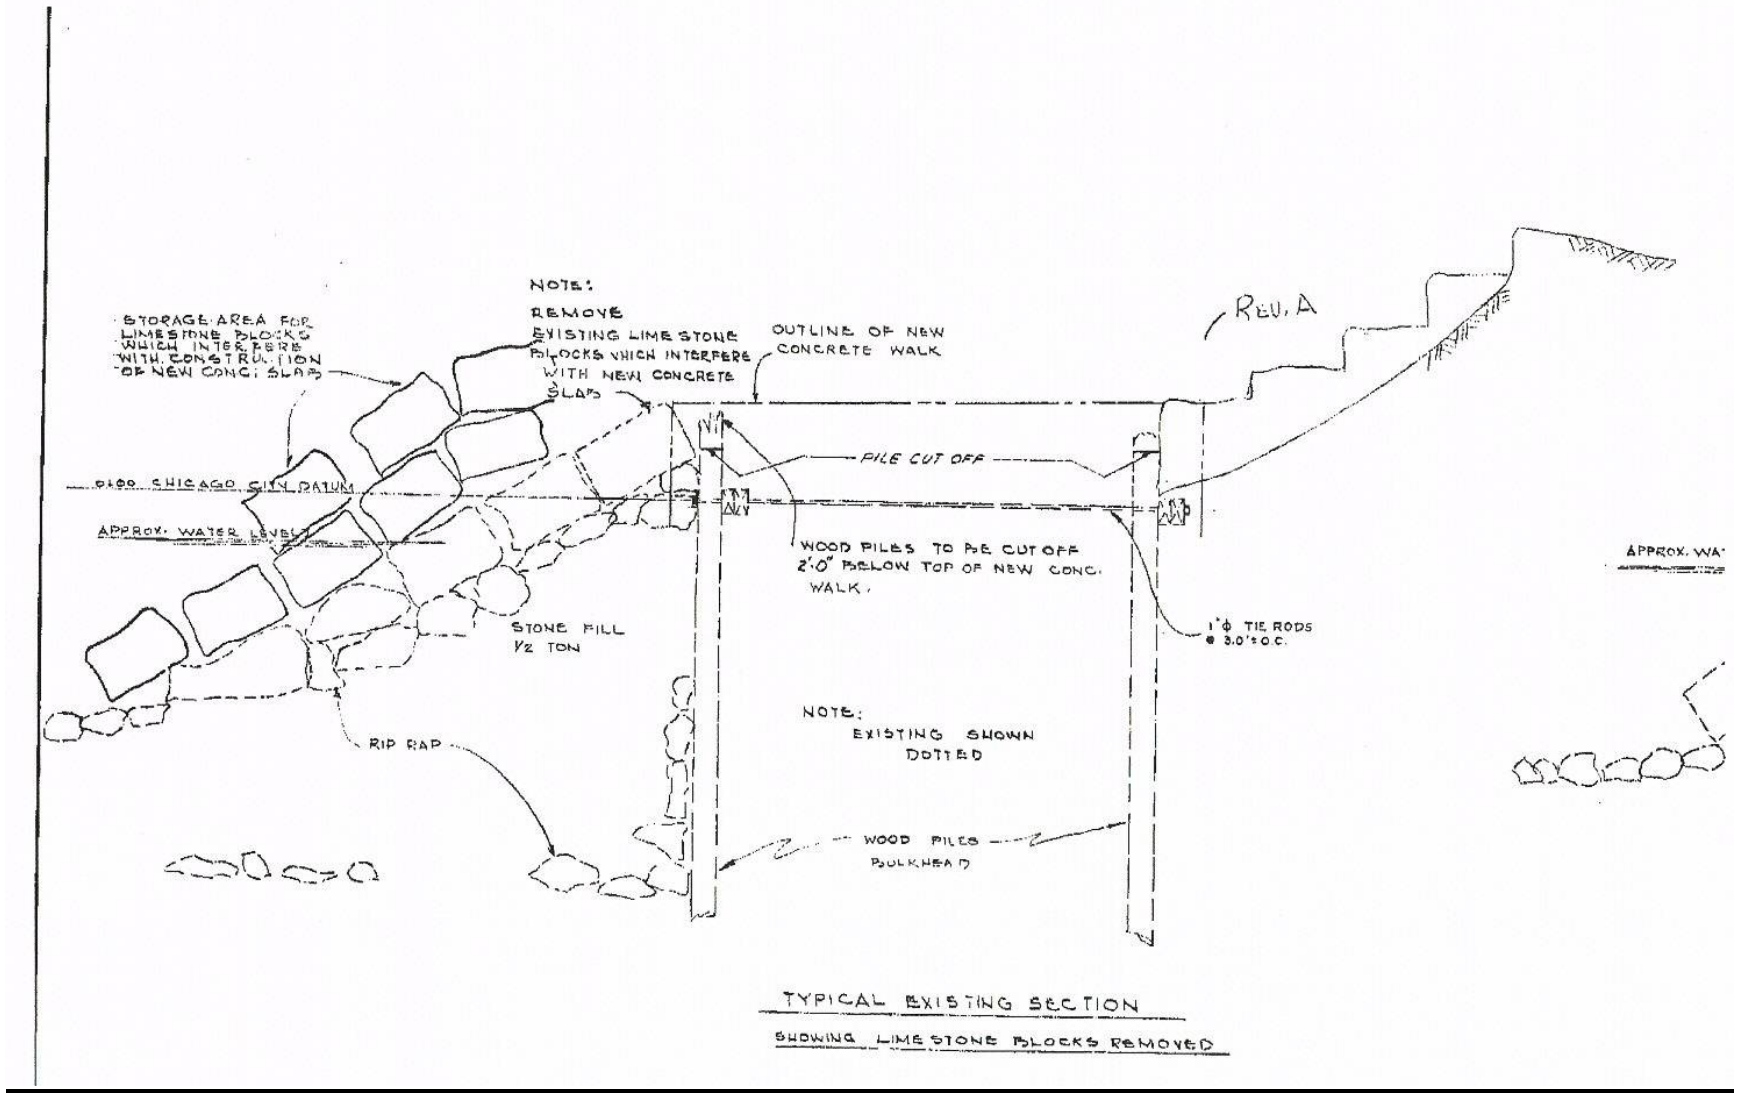 NOTE:
REMOVE
EXISTING LIMESTONE
BLOCKS WHICH INTERFERE
WITH NEW CONCRETE
SLAB
STORAGE AREA FOR
LIMESTONE BLOCKS
WHICH INTERFERE
WITH CONSTRUCTION
OF NEW CONC. SLAB
OUTLINE OF NEW
CONCRETE WALK
REV. A
PILE CUT OFF
0.00 CHICAGO CITY DATUM
APPROX. WATER LEVEL
WOOD PILES TO BE CUT OFF
2'-0" BELOW TOP OF NEW CONC.
WALK.
APPROX. WA
STONE FILL
1/2 TON
1"φ TIE RODS
@ 3.0'± O.C.
NOTE:
EXISTING SHOWN
DOTTED
RIP RAP
WOOD PILES
BULKHEAD
TYPICAL EXISTING SECTION
SHOWING LIMESTONE BLOCKS REMOVED